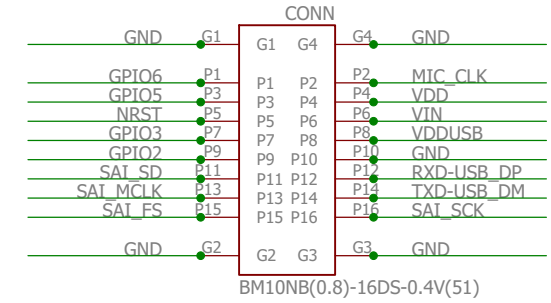 CONN
GND G1 G1 G4 G4 GND
GPIO6 P1 P1 P2 P2 MIC_CLK
GPIO5 P3 P3 P4 P4 VDD
NRST P5 P5 P6 P6 VIN
GPIO3 P7 P7 P8 P8 VDDUSB
GPIO2 P9 P9 P10 P10 GND
SAI_SD P11 P11 P12 P12 RXD-USB_DP
SAI_MCLK P13 P13 P14 P14 TXD-USB_DM
SAI_FS P15 P15 P16 P16 SAI_SCK
GND G2 G2 G3 G3 GND
BM10NB(0.8)-16DS-0.4V(51)